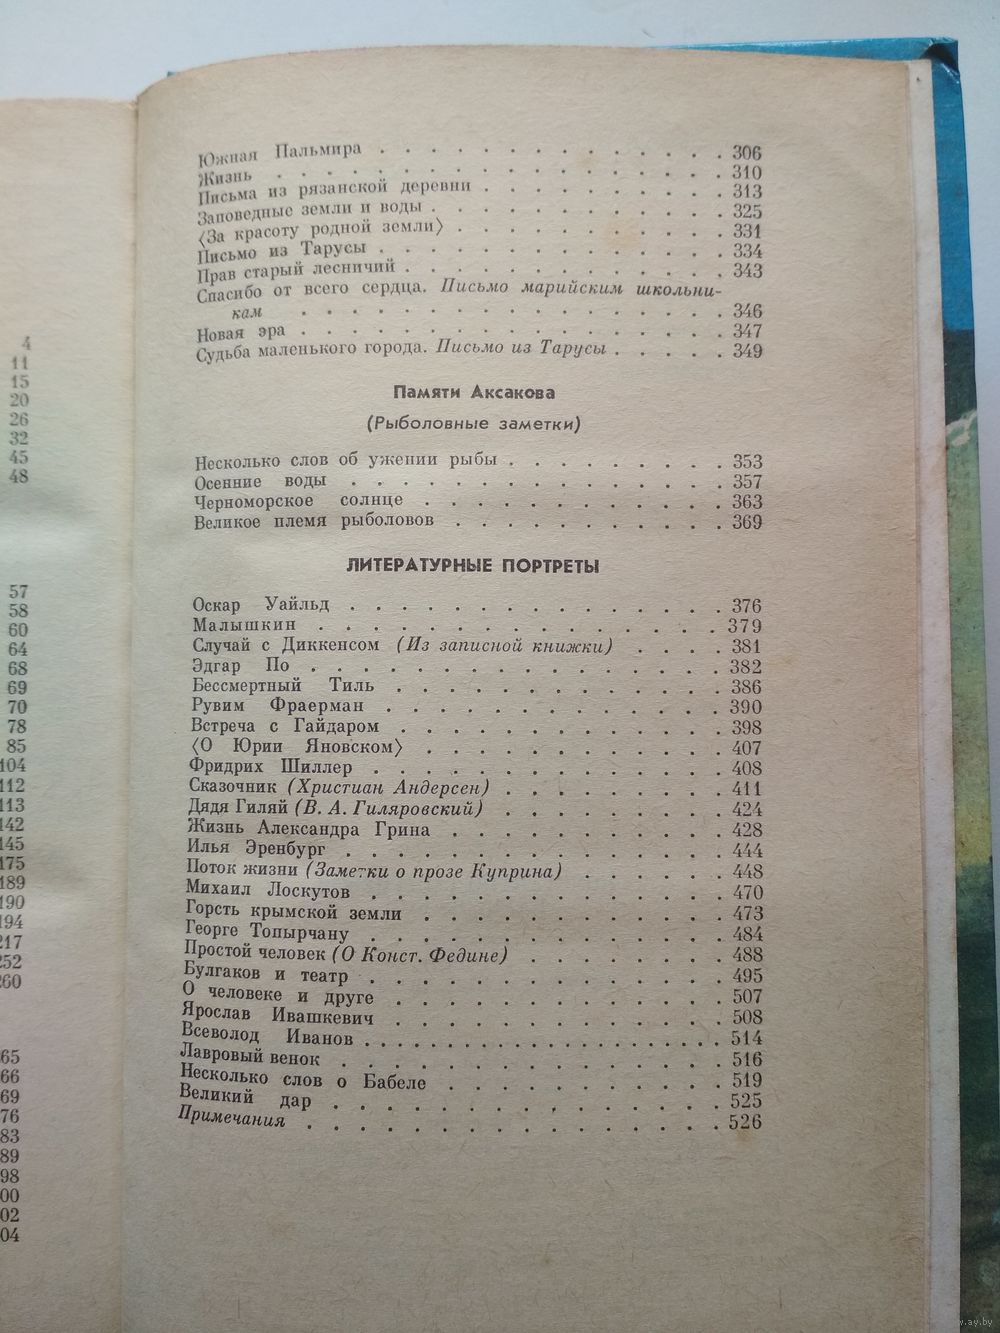 4
11
15
20
26
32
45
48
57
58
60
64
68
69
70
78
85
104
112
113
142
145
175
189
190
194
217
252
260
65
66
69
76
83
89
98
00
02
04
Южная Пальмира . . . . . . . . . . . . . 306
Жизнь . . . . . . . . . . . . . . . . . 310
Письма из рязанской деревни . . . . . . . . . 313
Заповедные земли и воды . . . . . . . . . . . 325
⟨За красоту родной земли⟩ . . . . . . . . . . 331
Письмо из Тарусы . . . . . . . . . . . . . 334
Прав старый лесничий . . . . . . . . . . . . 343
Спасибо от всего сердца. Письмо марийским школьни-
кам . . . . . . . . . . . . . . . . 346
Новая эра . . . . . . . . . . . . . . . . 347
Судьба маленького города. Письмо из Тарусы . . . . . 349
Памяти Аксакова
(Рыболовные заметки)
Несколько слов об ужении рыбы . . . . . . . . 353
Осенние воды . . . . . . . . . . . . . . 357
Черноморское солнце . . . . . . . . . . . 363
Великое племя рыболовов . . . . . . . . . . 369
ЛИТЕРАТУРНЫЕ ПОРТРЕТЫ
Оскар Уайльд . . . . . . . . . . . . . . 376
Малышкин . . . . . . . . . . . . . . . 379
Случай с Диккенсом (Из записной книжки) . . . . 381
Эдгар По . . . . . . . . . . . . . . . . 382
Бессмертный Тиль . . . . . . . . . . . . 386
Рувим Фраерман . . . . . . . . . . . . . 390
Встреча с Гайдаром . . . . . . . . . . . . 398
⟨О Юрии Яновском⟩ . . . . . . . . . . . 407
Фридрих Шиллер . . . . . . . . . . . . . 408
Сказочник (Христиан Андерсен) . . . . . . . . 411
Дядя Гиляй (В. А. Гиляровский) . . . . . . . . 424
Жизнь Александра Грина . . . . . . . . . . 428
Илья Эренбург . . . . . . . . . . . . . . 444
Поток жизни (Заметки о прозе Куприна) . . . . . . 448
Михаил Лоскутов . . . . . . . . . . . . . 470
Горсть крымской земли . . . . . . . . . . . 473
Георге Топырчану . . . . . . . . . . . . . 484
Простой человек (О Конст. Федине) . . . . . . . 488
Булгаков и театр . . . . . . . . . . . . . 495
О человеке и друге . . . . . . . . . . . . 507
Ярослав Ивашкевич . . . . . . . . . . . . 508
Всеволод Иванов . . . . . . . . . . . . . 514
Лавровый венок . . . . . . . . . . . . . . 516
Несколько слов о Бабеле . . . . . . . . . . 519
Великий дар . . . . . . . . . . . . . . 525
Примечания . . . . . . . . . . . . . . . 526